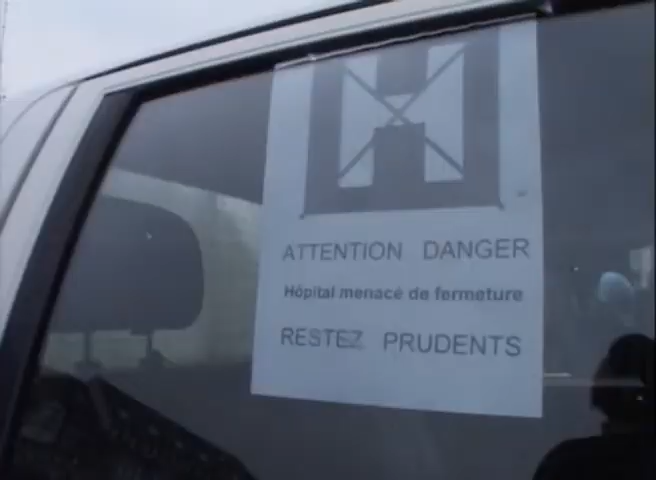 H
ATTENTION DANGER
Hôpital menacé de fermeture
RESTEZ PRUDENTS